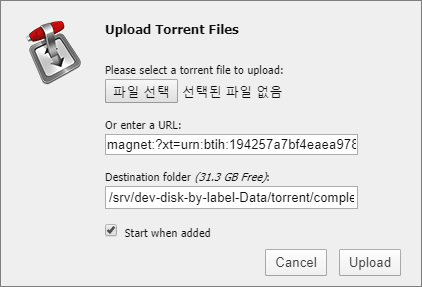 Upload Torrent Files
Please select a torrent file to upload:
파일 선택 선택된 파일 없음
Or enter a URL:
magnet:?xt=urn:btih:194257a7bf4eaea978
Destination folder (31.3 GB Free):
/srv/dev-disk-by-label-Data/torrent/comple
Start when added
Cancel Upload